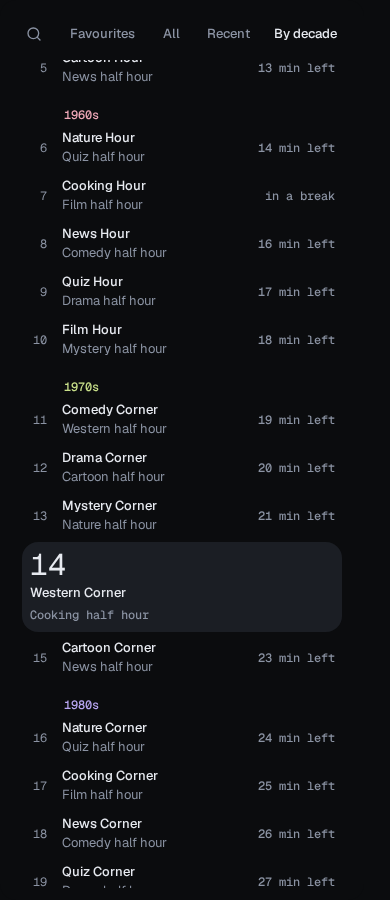 Favourites All Recent By decade
5 Cartoon Hour 13 min left
News half hour
1960s
Nature Hour
6 14 min left
Quiz half hour
Cooking Hour
7 in a break
Film half hour
News Hour
8 16 min left
Comedy half hour
Quiz Hour
9 17 min left
Drama half hour
Film Hour
10 18 min left
Mystery half hour
1970s
Comedy Corner
11 19 min left
Western half hour
Drama Corner
12 20 min left
Cartoon half hour
Mystery Corner
13 21 min left
Nature half hour
14
Western Corner
Cooking half hour
Cartoon Corner
15 23 min left
News half hour
1980s
Nature Corner
16 24 min left
Quiz half hour
Cooking Corner
17 25 min left
Film half hour
News Corner
18 26 min left
Comedy half hour
Quiz Corner
19 27 min left